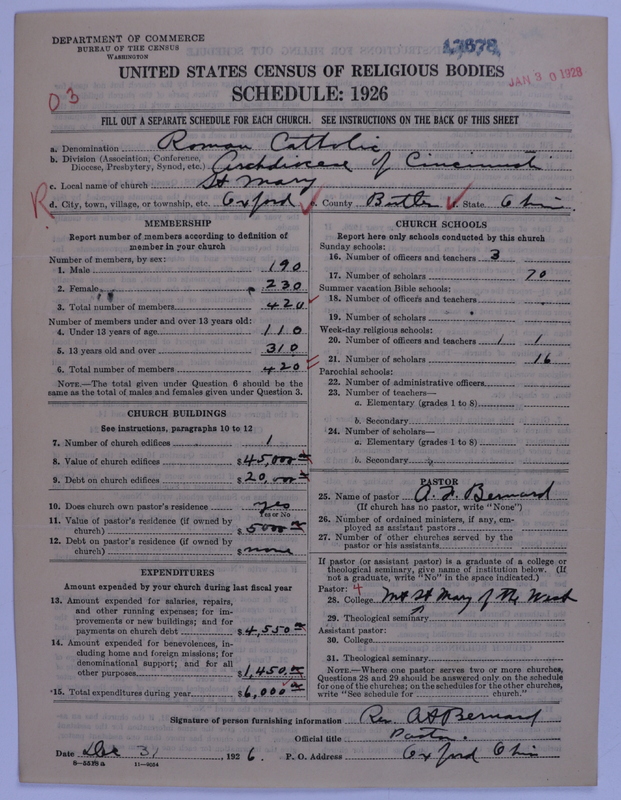 DEPARTMENT OF COMMERCE
BUREAU OF THE CENSUS
WASHINGTON
JAN 30 1928
UNITED STATES CENSUS OF RELIGIOUS BODIES
SCHEDULE: 1926
03
FILL OUT A SEPARATE SCHEDULE FOR EACH CHURCH. SEE INSTRUCTIONS ON THE BACK OF THIS SHEET
a. Denomination Roman Catholic
b. Division (Association, Conference, Diocese, Presbytery, Synod, etc.) Archdiocese of Cincinnati
c. Local name of church St Mary
R d. City, town, village, or township, etc. Oxford County Butler State Ohio
MEMBERSHIP
Report number of members according to definition of
member in your church
Number of members, by sex:
1. Male 190
2. Female 230
3. Total number of members 420
Number of members under and over 13 years old:
4. Under 13 years of age 110
5. 13 years old and over 310
6. Total number of members 420
NOTE.—The total given under Question 6 should be the
same as the total of males and females given under Question 3.
CHURCH BUILDINGS
See instructions, paragraphs 10 to 12
7. Number of church edifices 1
8. Value of church edifices $45,000 00
9. Debt on church edifices $20,000 00
10. Does church own pastor's residence yes
Yes or No
11. Value of pastor's residence (if owned by
church) $5000 00
12. Debt on pastor's residence (if owned by
church) $none
EXPENDITURES
Amount expended by your church during last fiscal year
13. Amount expended for salaries, repairs,
and other running expenses; for im-
provements or new buildings; and for
payments on church debt $4,550 00
14. Amount expended for benevolences, in-
cluding home and foreign missions; for
denominational support; and for all
other purposes $1,450.00
15. Total expenditures during year $6,000 00
CHURCH SCHOOLS
Report here only schools conducted by this church
Sunday schools:
16. Number of officers and teachers 3
17. Number of scholars 70
Summer vacation Bible schools:
18. Number of officers and teachers
19. Number of scholars
Week-day religious schools:
20. Number of officers and teachers 1 1
21. Number of scholars 16
Parochial schools:
22. Number of administrative officers
23. Number of teachers—
a. Elementary (grades 1 to 8)
b. Secondary
24. Number of scholars—
a. Elementary (grades 1 to 8)
b. Secondary
PASTOR
25. Name of pastor Bernard
(If church has no pastor, write "None")
26. Number of ordained ministers, if any, em-
ployed as assistant pastors
27. Number of other churches served by the
pastor or his assistants
If pastor (or assistant pastor) is a graduate of a college or
theological seminary, give name of institution below. (If
not a graduate, write "No" in the space indicated.)
Pastor: 4
28. College Mt St Mary of the West
29. Theological seminary
Assistant pastor:
30. College
31. Theological seminary
NOTE.—Where one pastor serves two or more churches,
Questions 28 and 29 should be answered only on the schedule
for one of the churches; on the schedules for the other churches,
write "See schedule for church."
Signature of person furnishing information Rev. Bernard
Official title Pastor.
Date Dec 31, 1926. P. O. Address Oxford Ohio
8—5578 a 11—9034